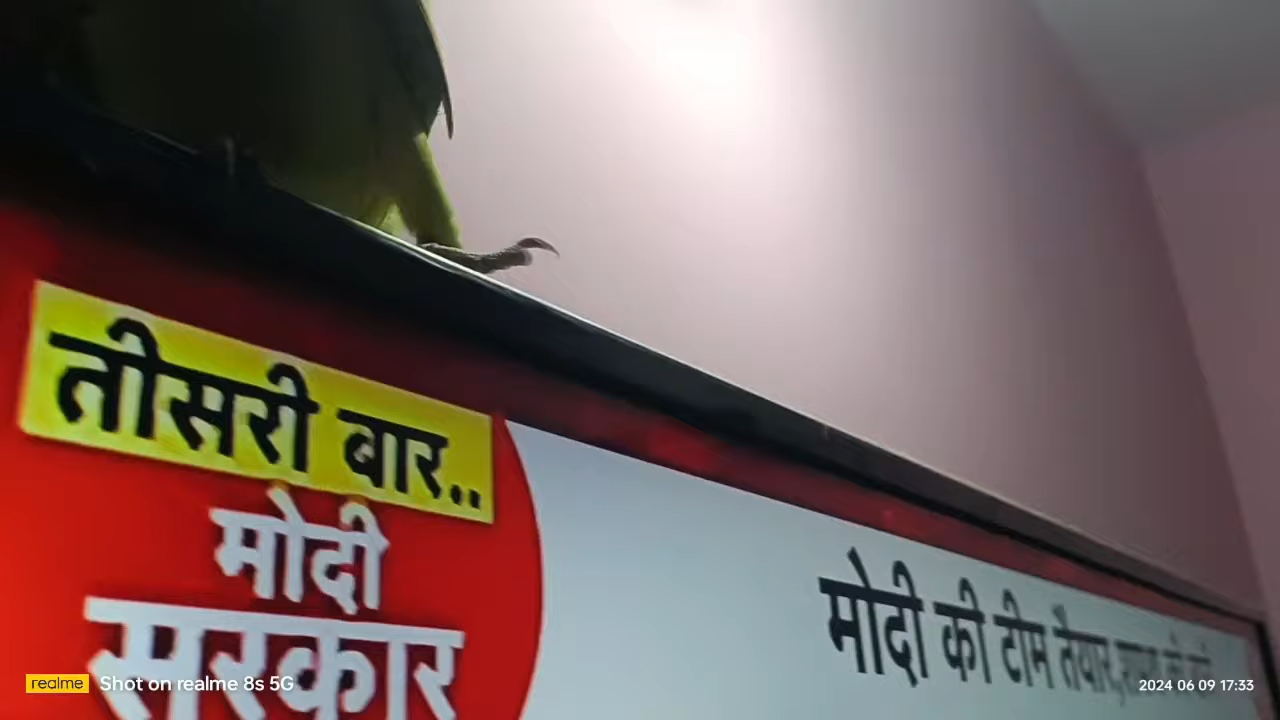 तीसरी बार..
मोदी
सरकार
मोदी की टीम तैयार,
realme Shot on realme 8s 5G
2024 06 09 17:33